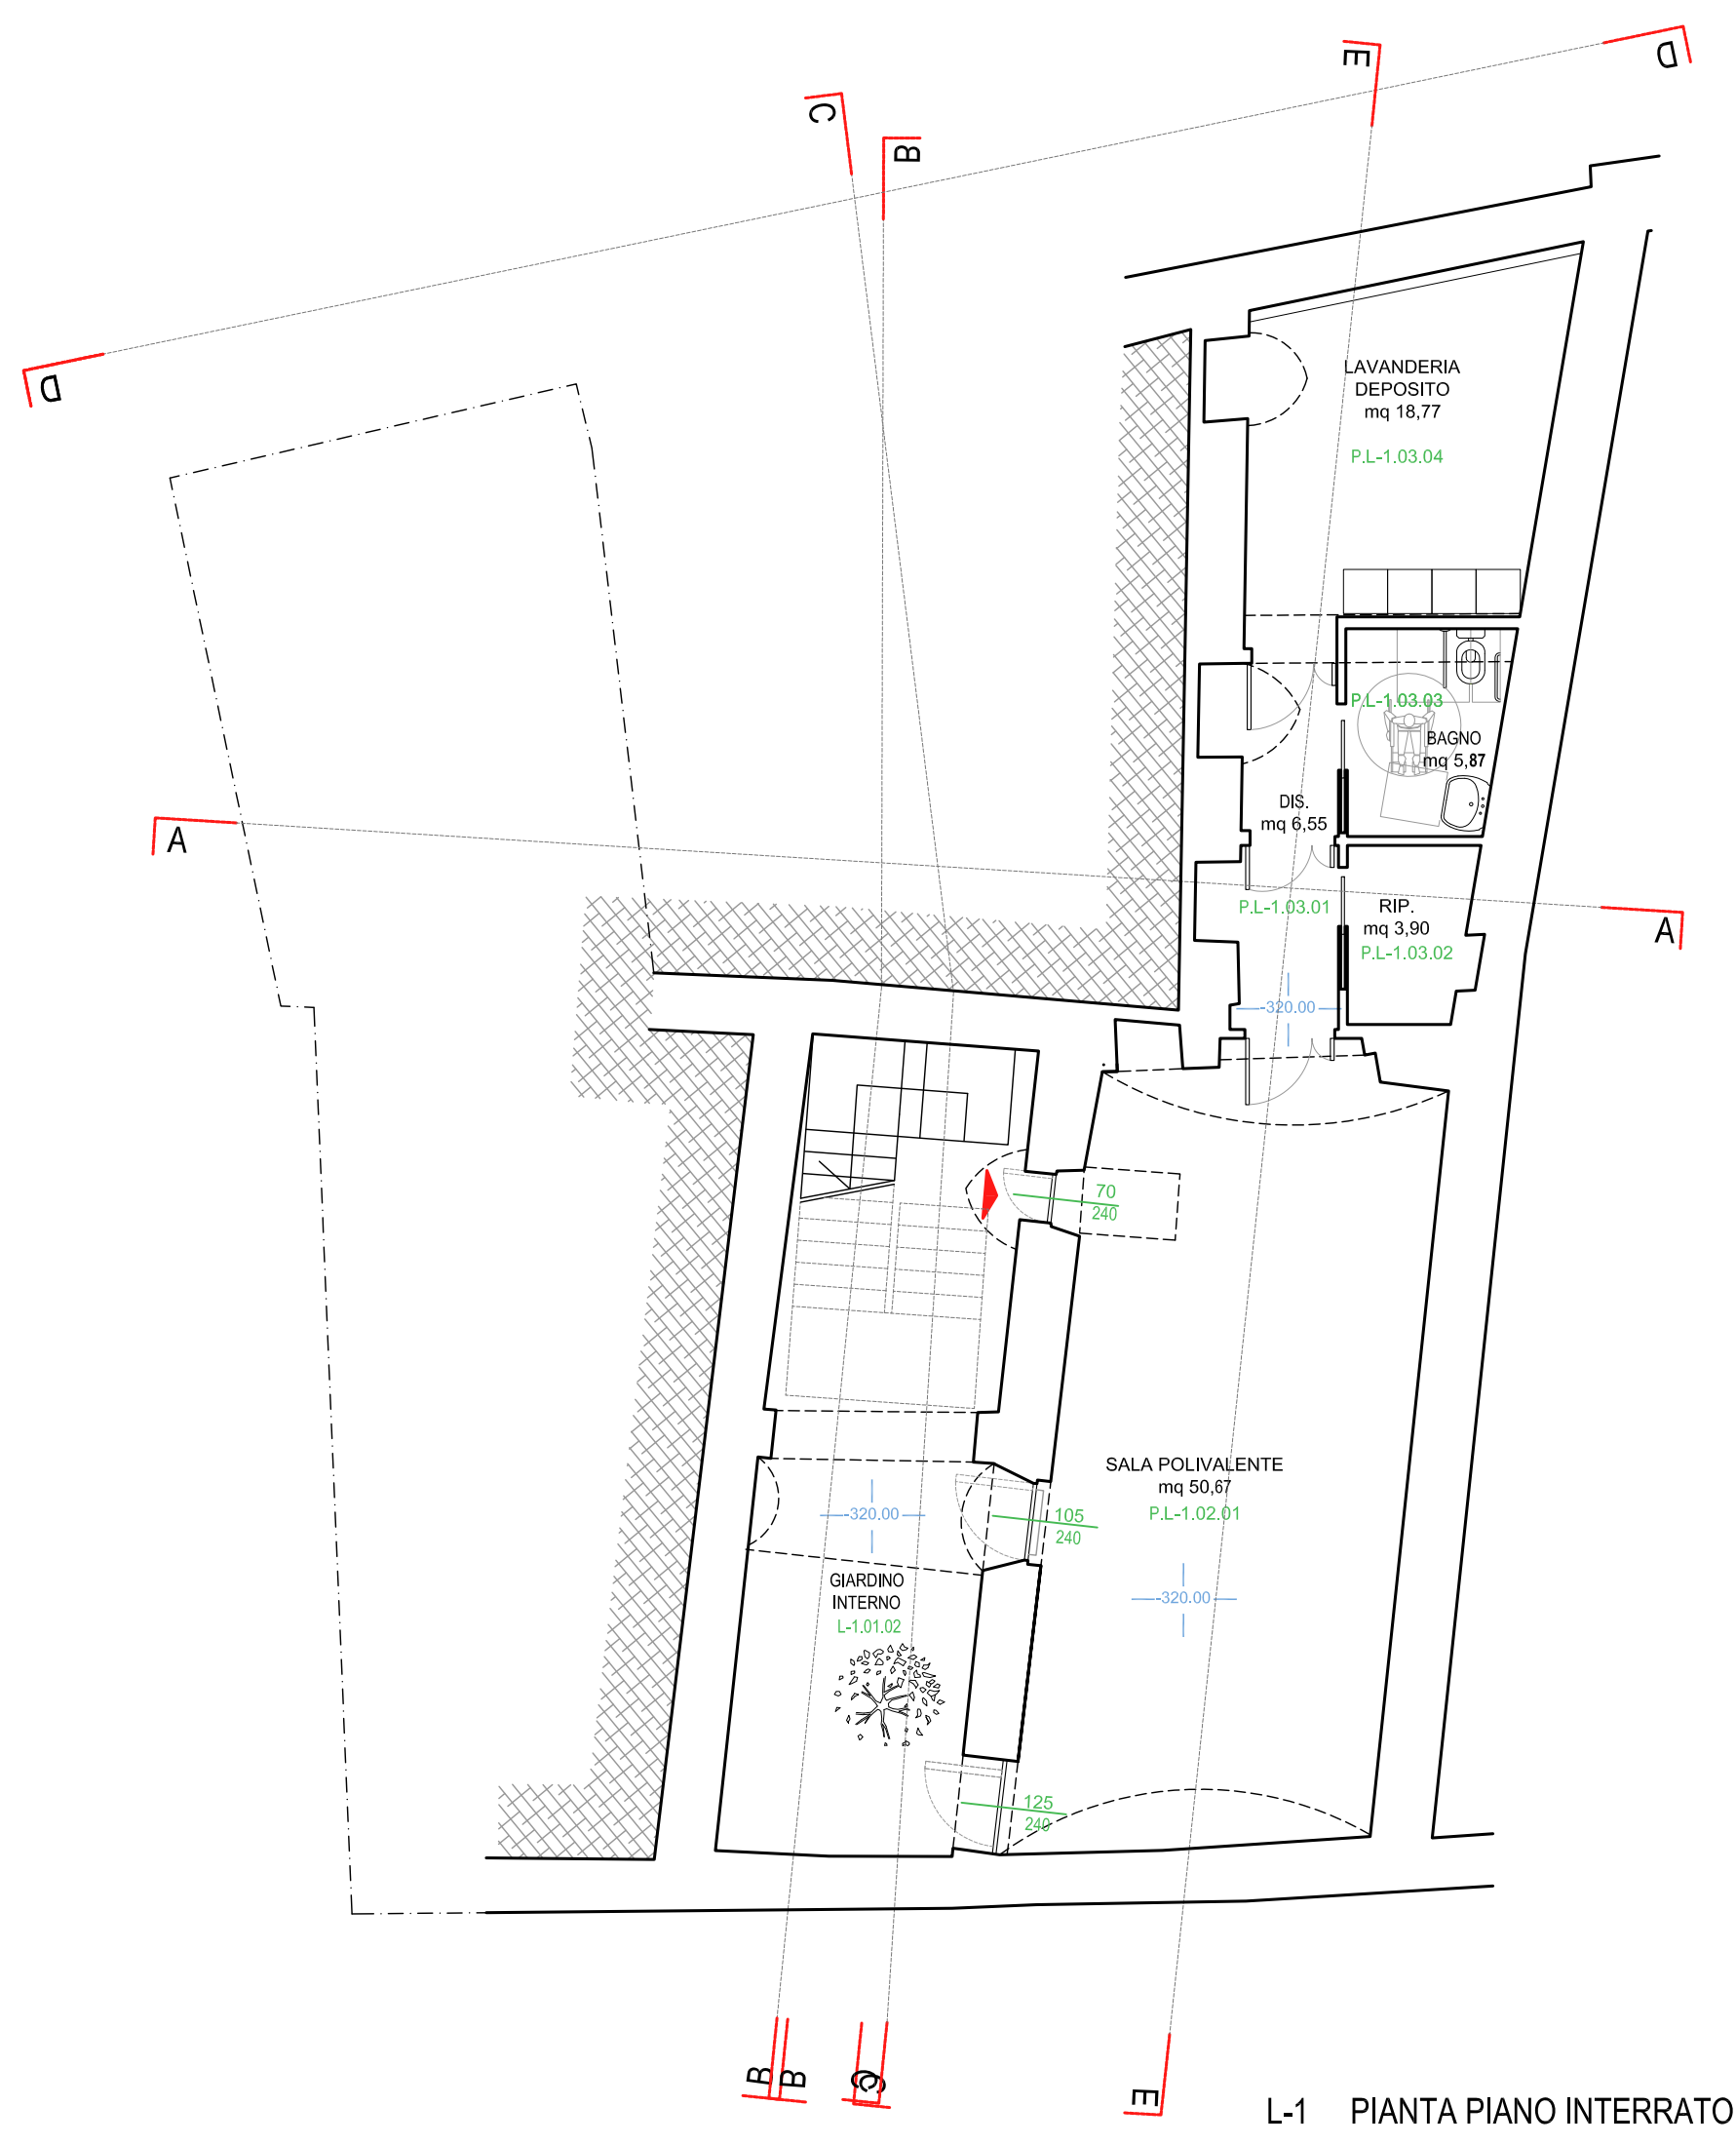 D
E
C
B
D
LAVANDERIA
DEPOSITO
mq 18,77
P.L-1.03.04
P.L-1.03.03
BAGNO
mq 5,87
DIS.
mq 6,55
A
P.L-1.03.01
RIP.
mq 3,90
P.L-1.03.02
A
-320.00
70
240
SALA POLIVALENTE
mq 50,67
P.L-1.02.01
-320.00
105
240
GIARDINO
INTERNO
L-1.01.02
-320.00
125
240
B
B
C
C
E
L-1 PIANTA PIANO INTERRATO